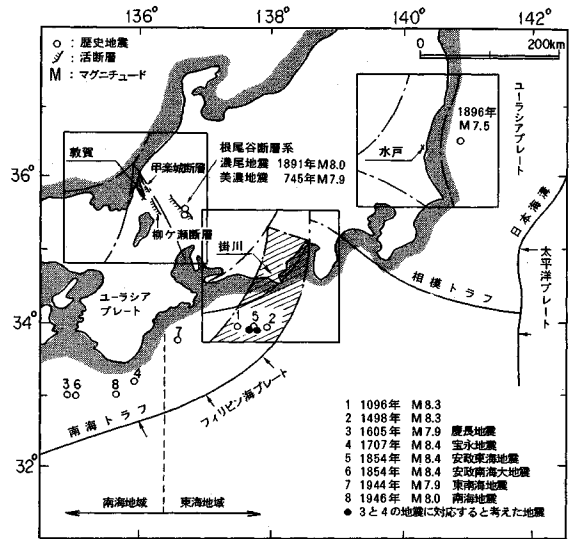 136° 138° 140° 142°
○ : 歴史地震
: 活断層
M : マグニチュード
0 200km
ユーラシアプレート
1896年
M7.5
水戸
36°
敦賀
甲楽城断層
根尾谷断層系
濃尾地震 1891年M8.0
美濃地震 745年M7.9
柳ケ瀬断層
掛川
日本海溝
太平洋プレート
相模トラフ
ユーラシア
プレート
34°
1 5 2
7
4
3 6 8
南海トラフ
フィリピン海プレート
32°
南海地域 東海地域
1 1096年 M8.3
2 1498年 M8.3
3 1605年 M7.9 慶長地震
4 1707年 M8.4 宝永地震
5 1854年 M8.4 安政東海地震
6 1854年 M8.4 安政南海大地震
7 1944年 M7.9 東南海地震
8 1946年 M8.0 南海地震
● 3と4の地震に対応すると考えた地震